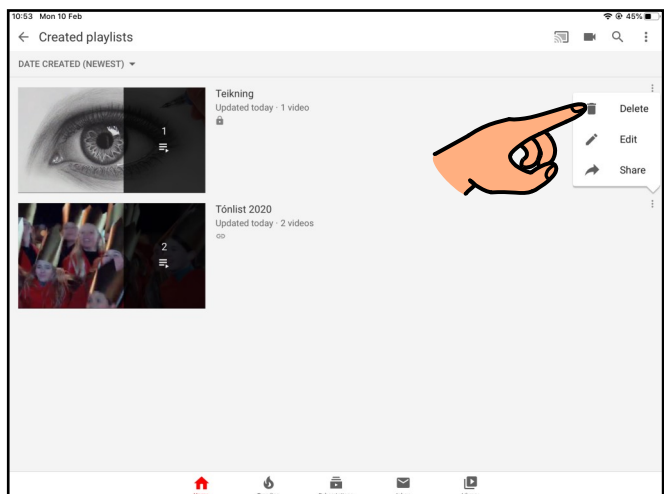 10:53 Mon 10 Feb
45%
Created playlists
DATE CREATED (NEWEST)
Teikning
Updated today · 1 video
1
Delete
Edit
Share
Tónlist 2020
Updated today · 2 videos
2